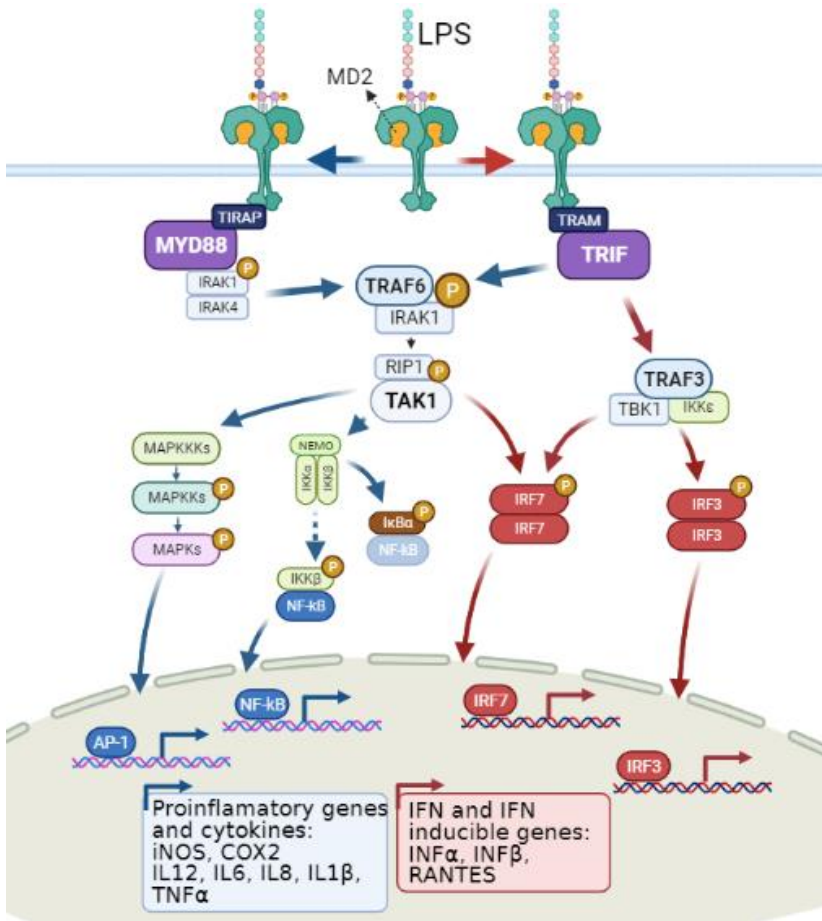 LPS
MD2
TIRAP
MYD88
P
IRAK1
IRAK4
TRAM
TRIF
TRAF6
P
IRAK1
RIP1
P
TAK1
TRAF3
TBK1
IKKε
MAPKKKs
MAPKKs
P
MAPKs
P
NEMO
IKKα
IKKβ
IκBα
P
NF-kB
IKKβ
P
NF-kB
IRF7
P
IRF7
IRF3
P
IRF3
AP-1
NF-kB
IRF7
IRF3
Proinflamatory genes
and cytokines:
iNOS, COX2
IL12, IL6, IL8, IL1β,
TNFα
IFN and IFN
inducible genes:
INFα, INFβ,
RANTES